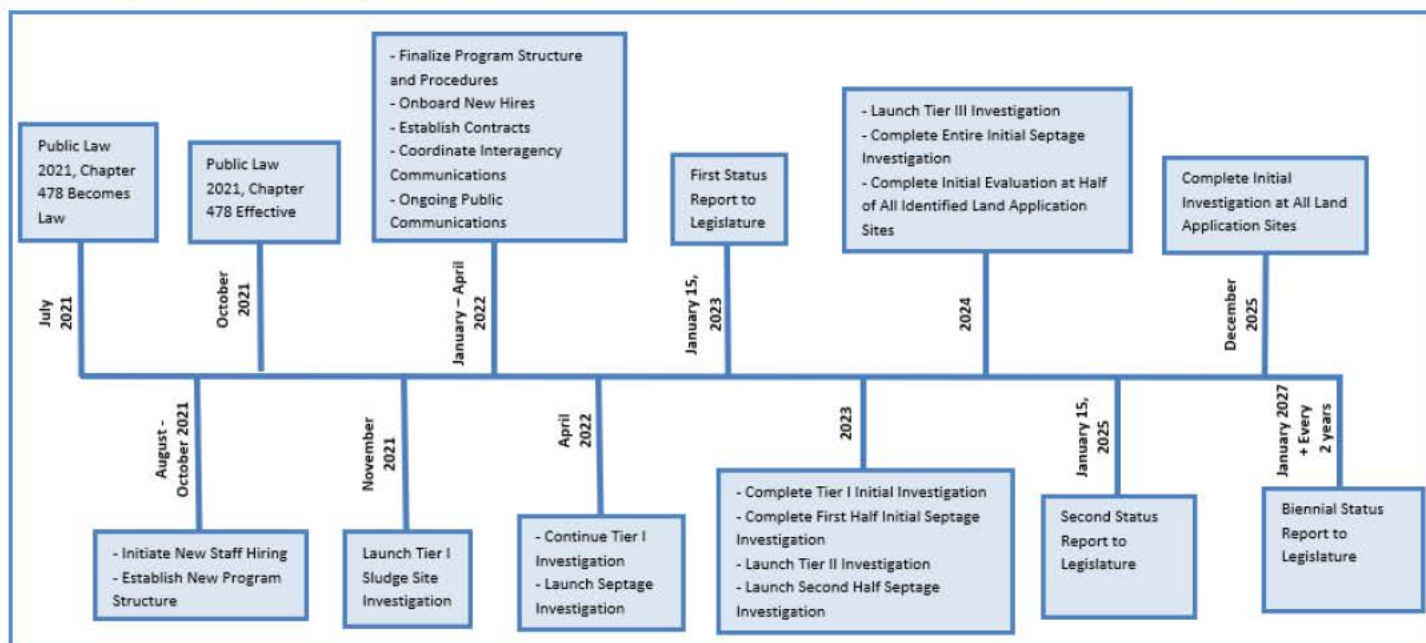 Public Law
2021, Chapter
478 Becomes
Law
July
2021
Public Law
2021, Chapter
478 Effective
October
2021
- Finalize Program Structure
and Procedures
- Onboard New Hires
- Establish Contracts
- Coordinate Interagency
Communications
- Ongoing Public
Communications
January – April
2022
First Status
Report to
Legislature
January 15,
2023
- Launch Tier III Investigation
- Complete Entire Initial Septage
Investigation
- Complete Initial Evaluation at Half
of All Identified Land Application
Sites
2024
Complete Initial
Investigation at All Land
Application Sites
December
2025
August -
October 2021
- Initiate New Staff Hiring
- Establish New Program
Structure
November
2021
Launch Tier I
Sludge Site
Investigation
April
2022
- Continue Tier I
Investigation
- Launch Septage
Investigation
2023
- Complete Tier I Initial Investigation
- Complete First Half Initial Septage
Investigation
- Launch Tier II Investigation
- Launch Second Half Septage
Investigation
January 15,
2025
Second Status
Report to
Legislature
January 2027
+ Every
2 years
Biennial Status
Report to
Legislature